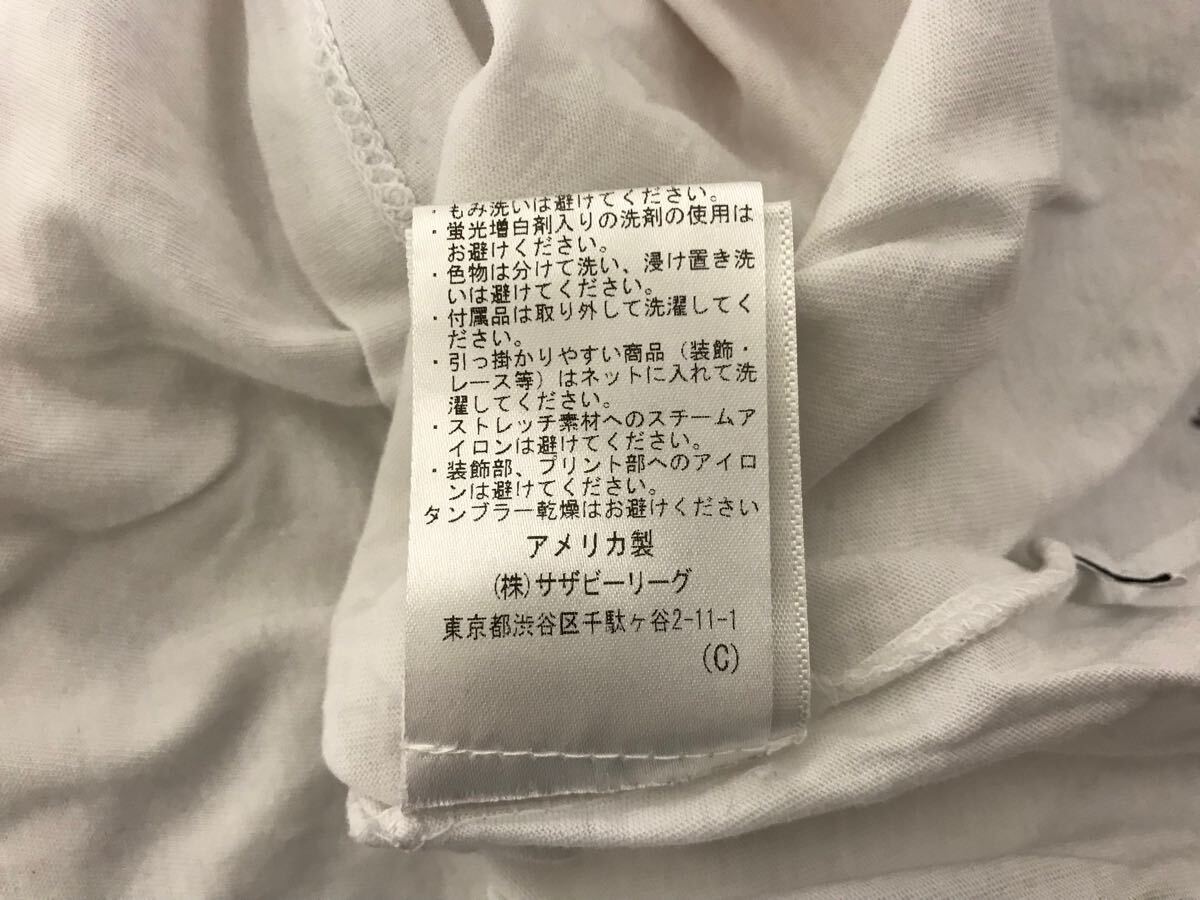 ・もみ洗いは避けてください。
・蛍光増白剤入りの洗剤の使用は
お避けください。
・色物は分けて洗い、浸け置き洗
いは避けてください。
・付属品は取り外して洗濯してく
ださい。
・引っ掛かりやすい商品（装飾・
レース等）はネットに入れて洗
濯してください。
・ストレッチ素材へのスチームア
イロンは避けてください。
・装飾部、プリント部へのアイロ
ンは避けてください。
タンブラー乾燥はお避けください
アメリカ製
(株)サザビーリーグ
東京都渋谷区千駄ヶ谷2-11-1
(C)